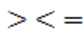 > < =